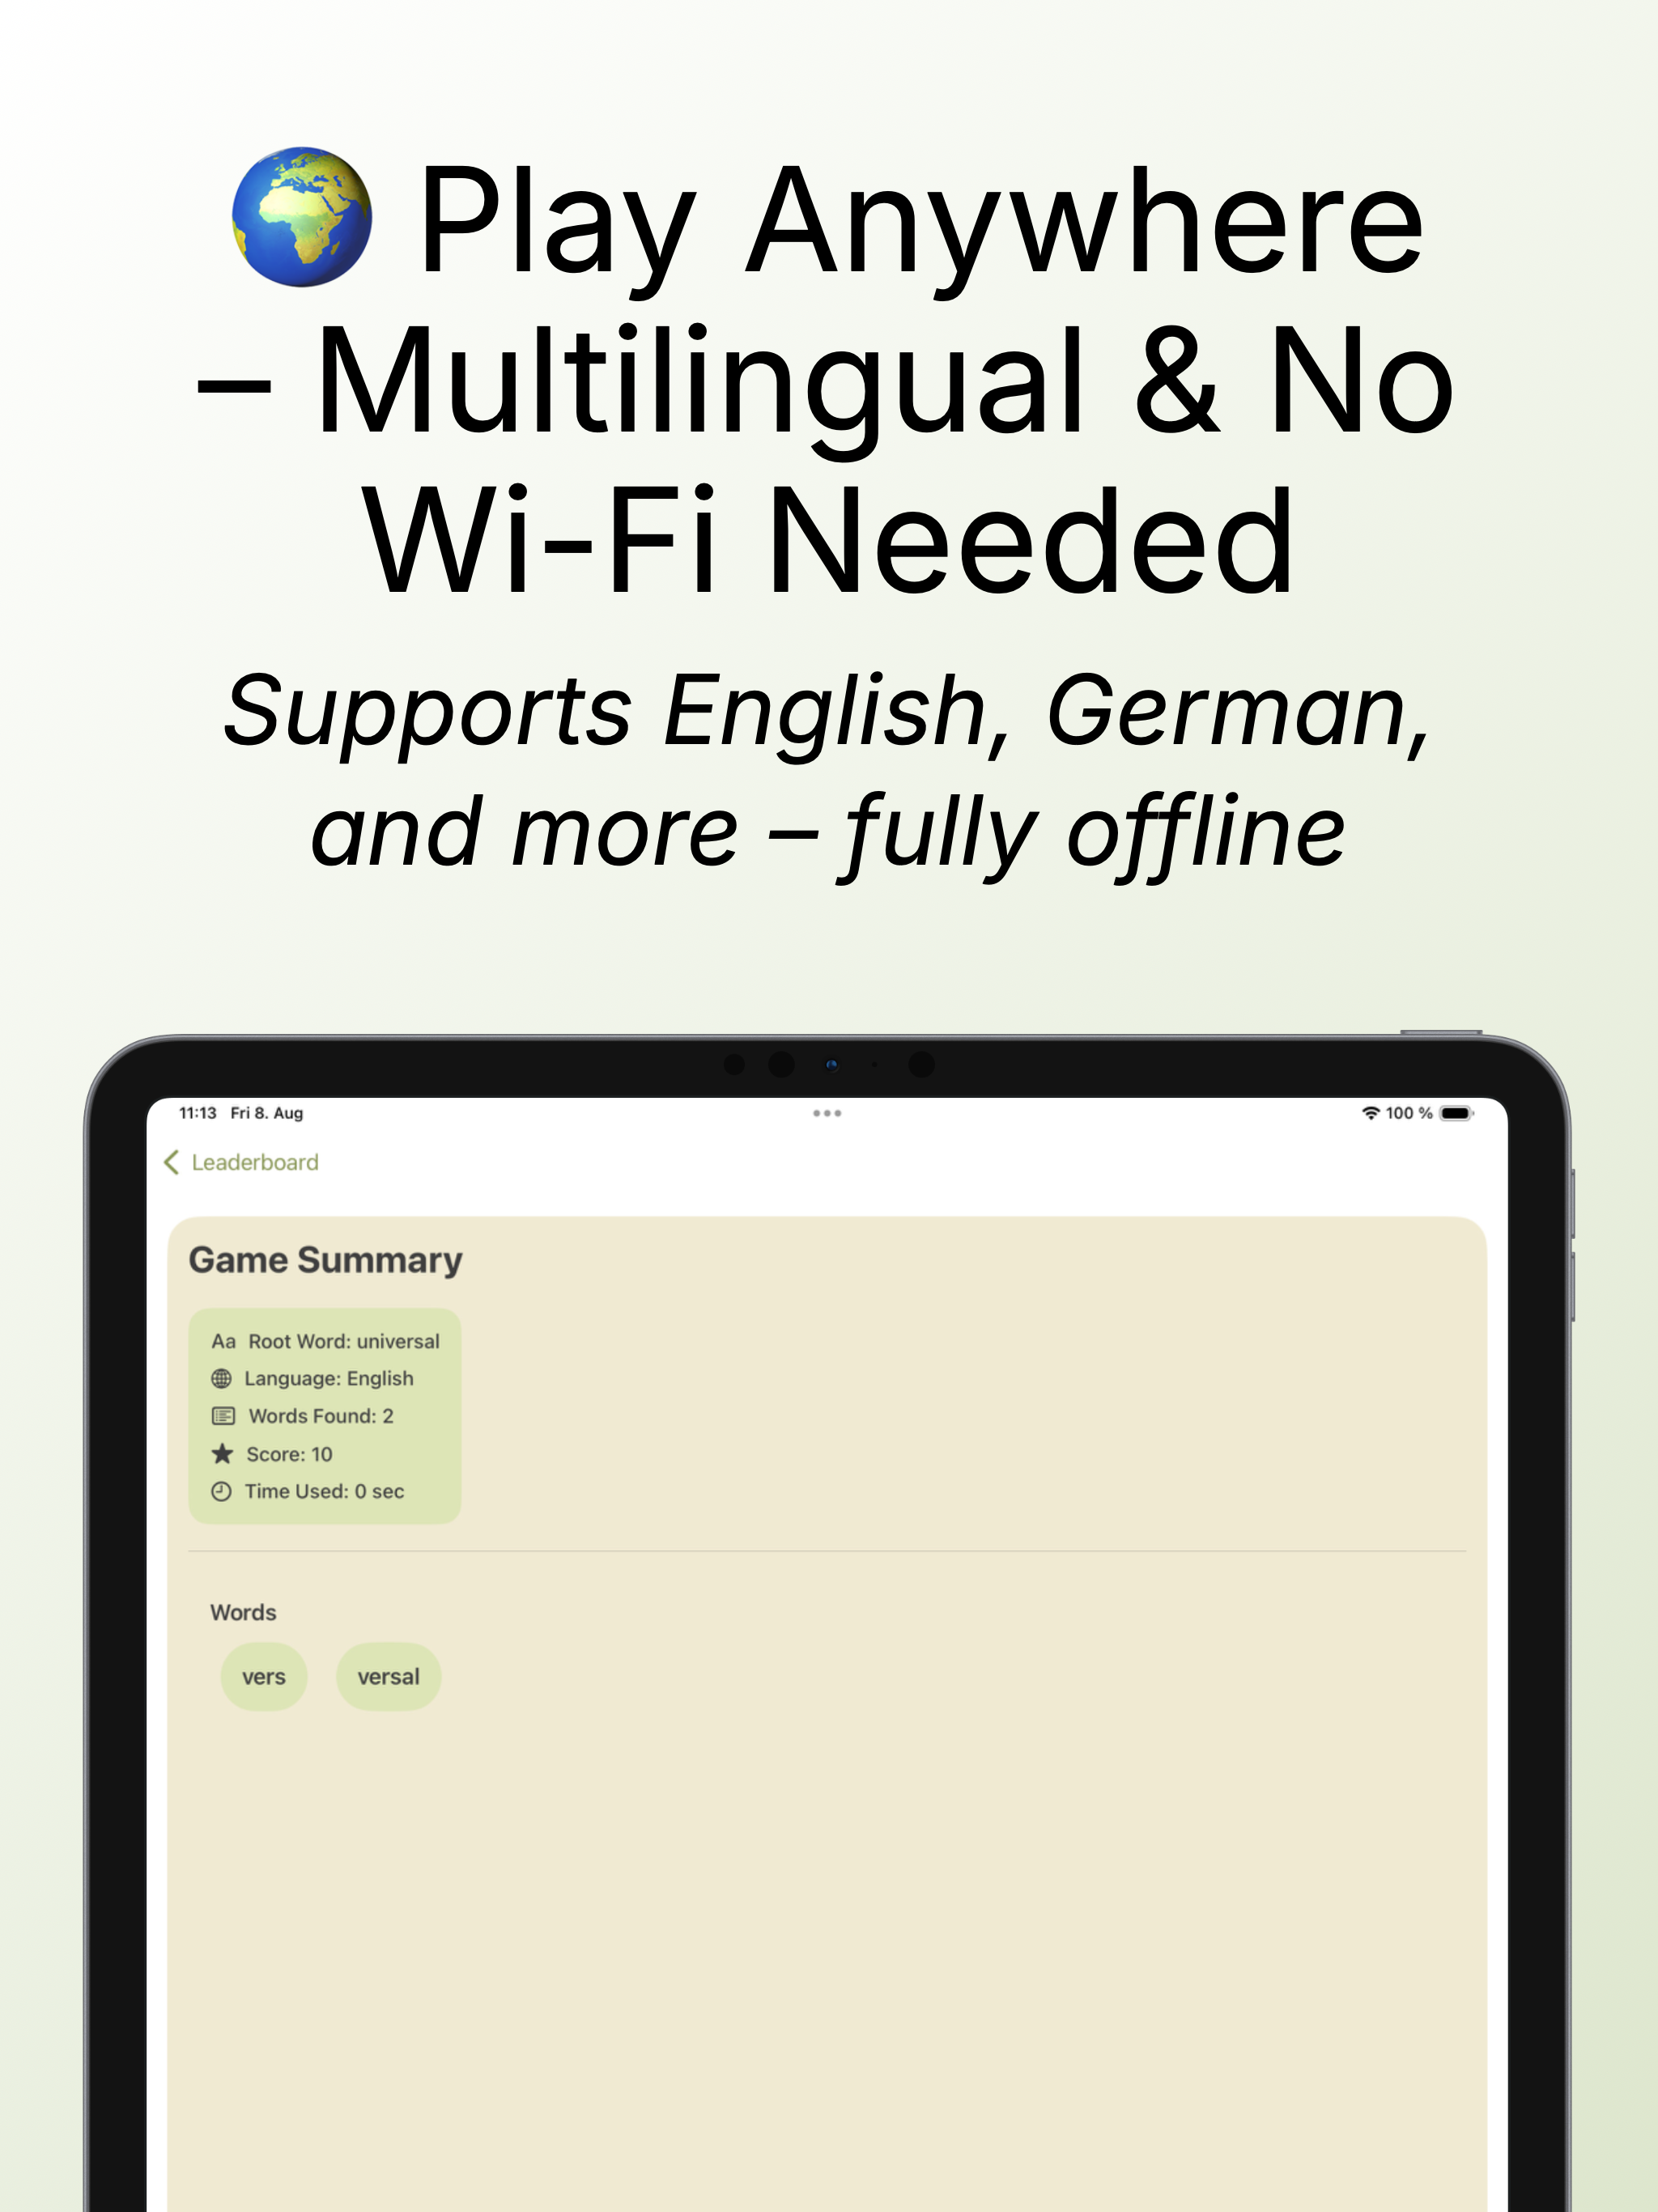 🌍 Play Anywhere
– Multilingual & No
Wi-Fi Needed
Supports English, German,
and more – fully offline
11:13 Fri 8. Aug
100 %
Leaderboard
Game Summary
Aa Root Word: universal
Language: English
Words Found: 2
Score: 10
Time Used: 0 sec
Words
vers versal